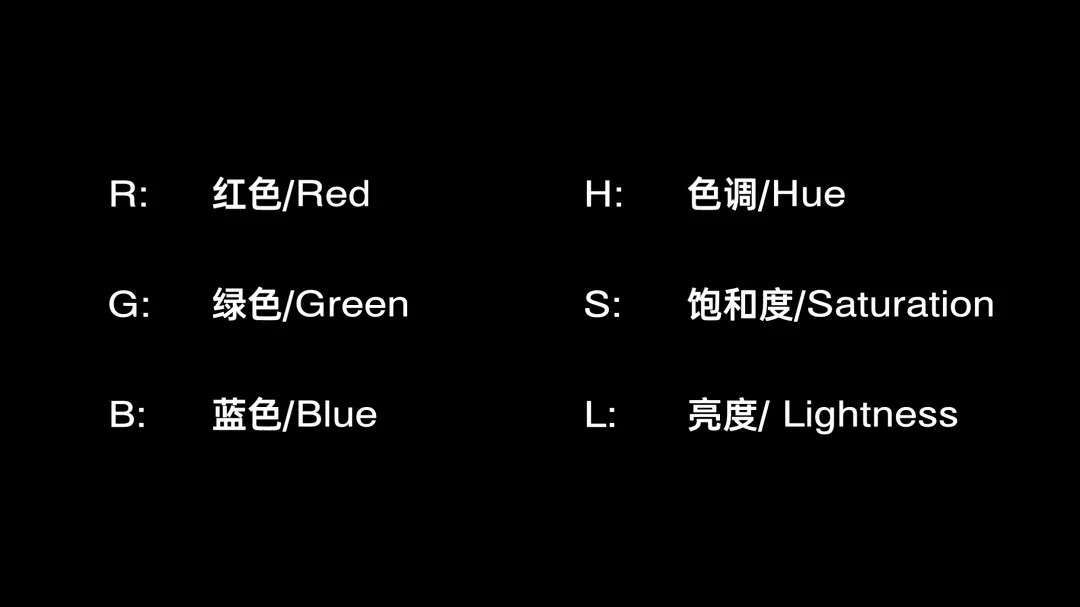 R: 红色/Red
G: 绿色/Green
B: 蓝色/Blue
H: 色调/Hue
S: 饱和度/Saturation
L: 亮度/ Lightness